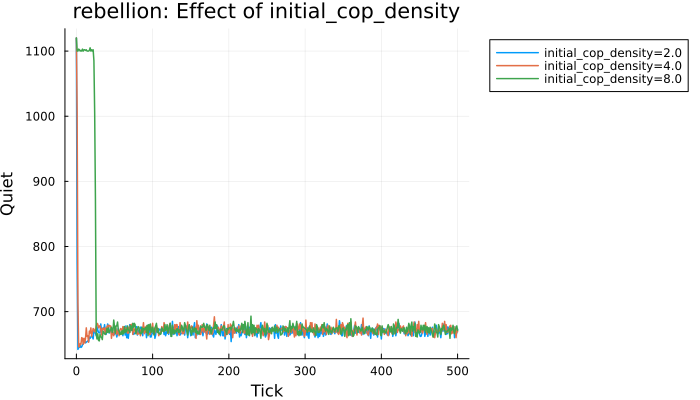 rebellion: Effect of initial_cop_density
Quiet
1100
1000
900
800
700
0
100
200
300
400
500
Tick
initial_cop_density=2.0
initial_cop_density=4.0
initial_cop_density=8.0